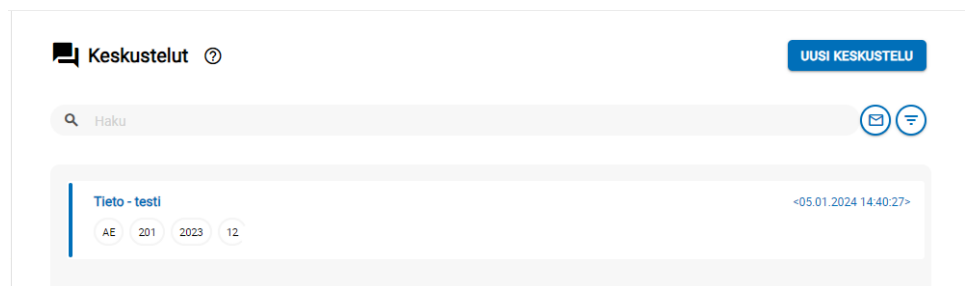 Keskustelut
UUSI KESKUSTELU
Haku
Tieto - testi
<05.01.2024 14:40:27>
AE 201 2023 12